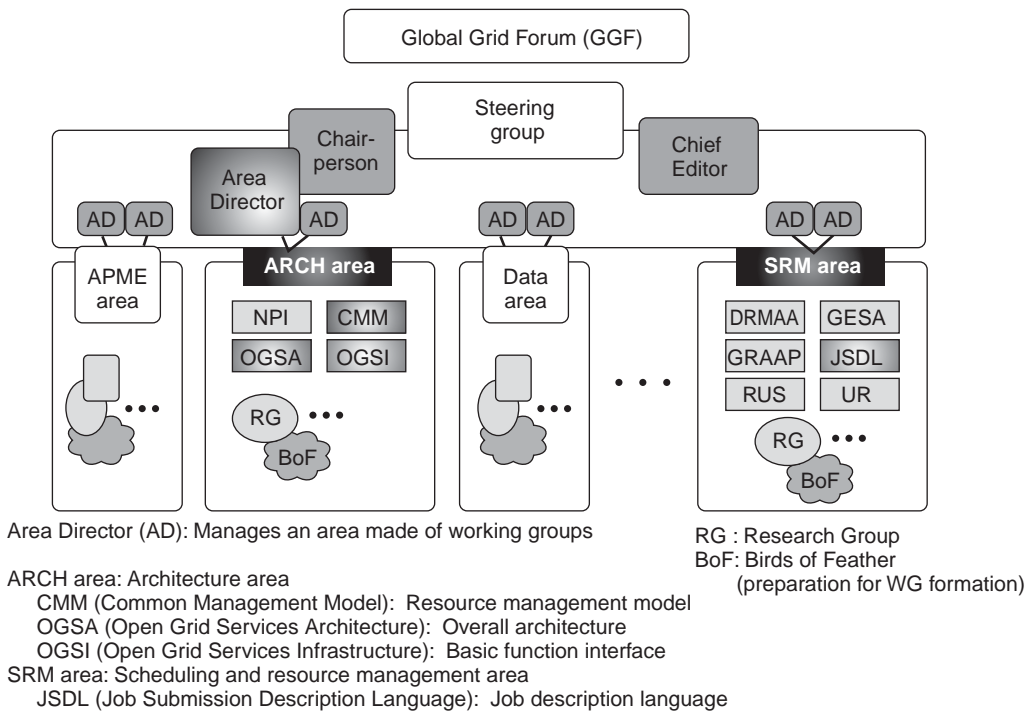 Global Grid Forum (GGF)
Steering
group
Chair-
person
Chief
Editor
Area
Director
AD AD
AD
AD AD
AD AD
APME
area
ARCH area
Data
area
SRM area
NPI CMM
OGSA OGSI
RG •••
BoF
•••
•••
• • •
DRMAA GESA
GRAAP JSDL
RUS UR
RG •••
BoF
Area Director (AD): Manages an area made of working groups
RG : Research Group
BoF: Birds of Feather
(preparation for WG formation)
ARCH area: Architecture area
CMM (Common Management Model): Resource management model
OGSA (Open Grid Services Architecture): Overall architecture
OGSI (Open Grid Services Infrastructure): Basic function interface
SRM area: Scheduling and resource management area
JSDL (Job Submission Description Language): Job description language